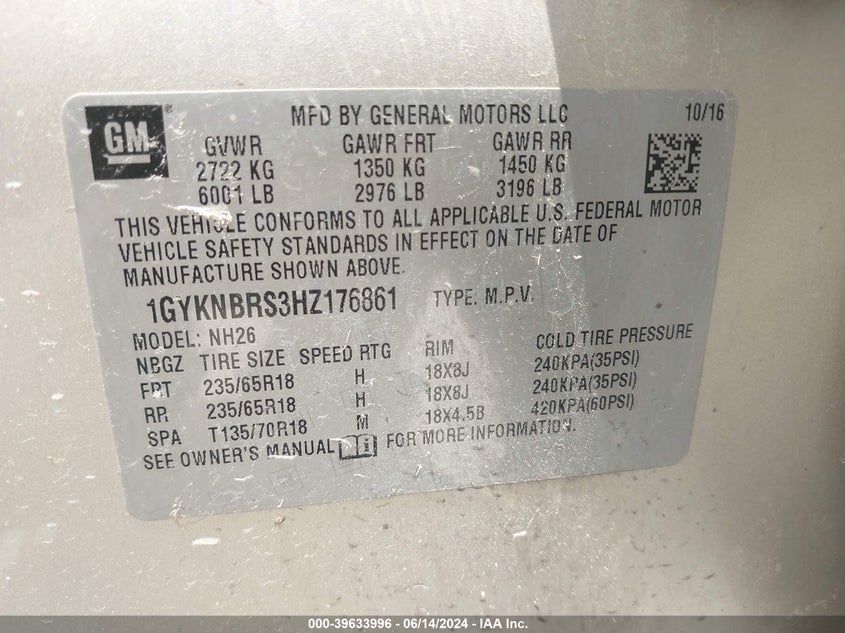 GM ®
MFD BY GENERAL MOTORS LLC 10/16
GVWR GAWR FRT GAWR RR
2722 KG 1350 KG 1450 KG
6001 LB 2976 LB 3196 LB
THIS VEHICLE CONFORMS TO ALL APPLICABLE U.S. FEDERAL MOTOR
VEHICLE SAFETY STANDARDS IN EFFECT ON THE DATE OF
MANUFACTURE SHOWN ABOVE.
1GYKNBRS3HZ176861 TYPE: M.P.V.
MODEL: NH26
NBGZ TIRE SIZE SPEED RTG RIM COLD TIRE PRESSURE
FRT 235/65R18 H 18X8J 240KPA(35PSI)
RR 235/65R18 H 18X8J 240KPA(35PSI)
SPA T135/70R18 M 18X4.5B 420KPA(60PSI)
SEE OWNER'S MANUAL FOR MORE INFORMATION.
000-39633996 - 06/14/2024 - IAA Inc.